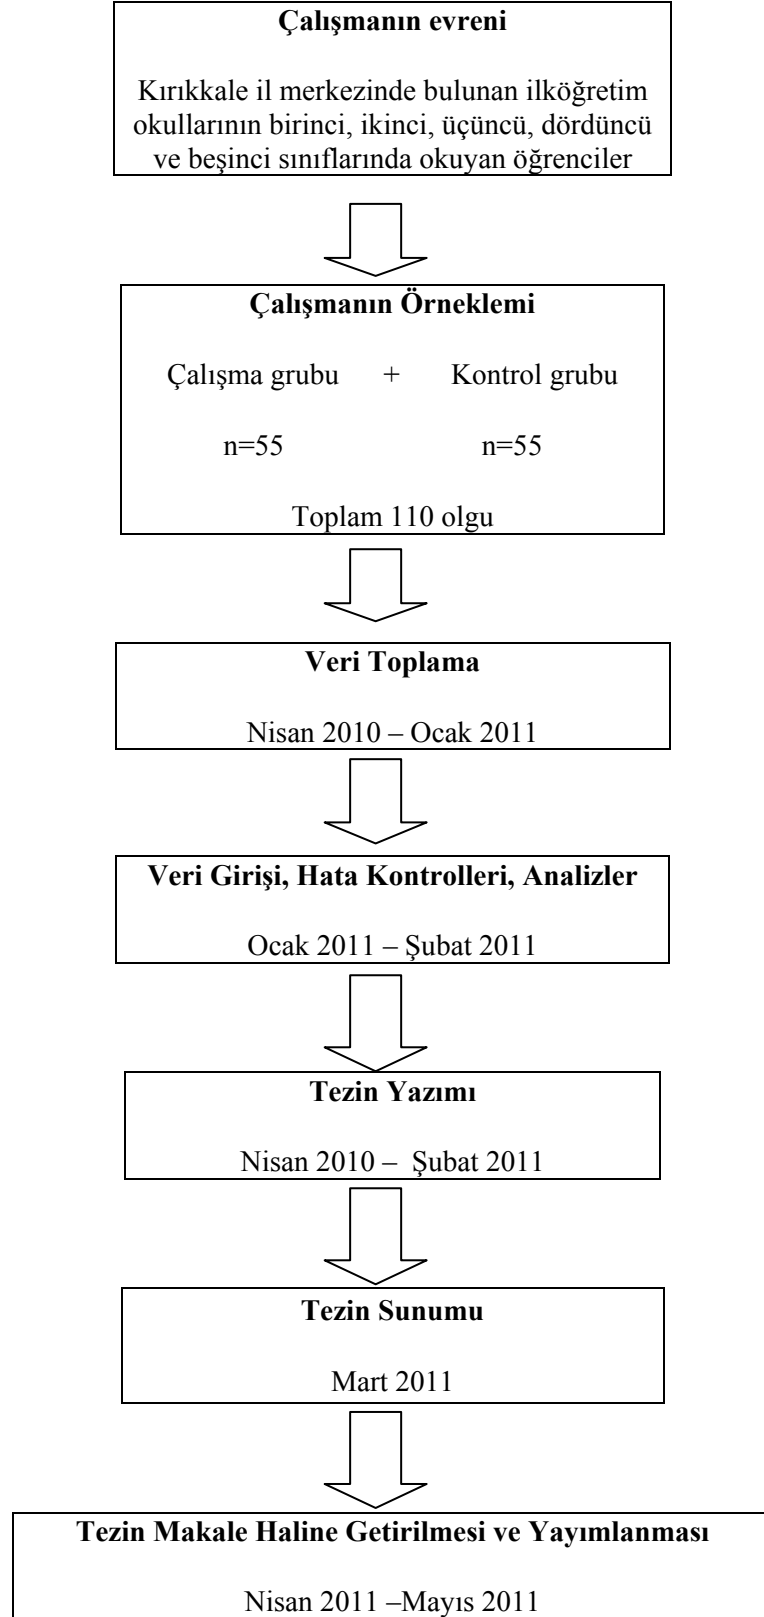 Çalışmanın evreni
Kırıkkale il merkezinde bulunan ilköğretim
okullarının birinci, ikinci, üçüncü, dördüncü
ve beşinci sınıflarında okuyan öğrenciler
Çalışmanın Örneklemi
Çalışma grubu + Kontrol grubu
n=55 n=55
Toplam 110 olgu
Veri Toplama
Nisan 2010 – Ocak 2011
Veri Girişi, Hata Kontrolleri, Analizler
Ocak 2011 – Şubat 2011
Tezin Yazımı
Nisan 2010 – Şubat 2011
Tezin Sunumu
Mart 2011
Tezin Makale Haline Getirilmesi ve Yayımlanması
Nisan 2011 –Mayıs 2011